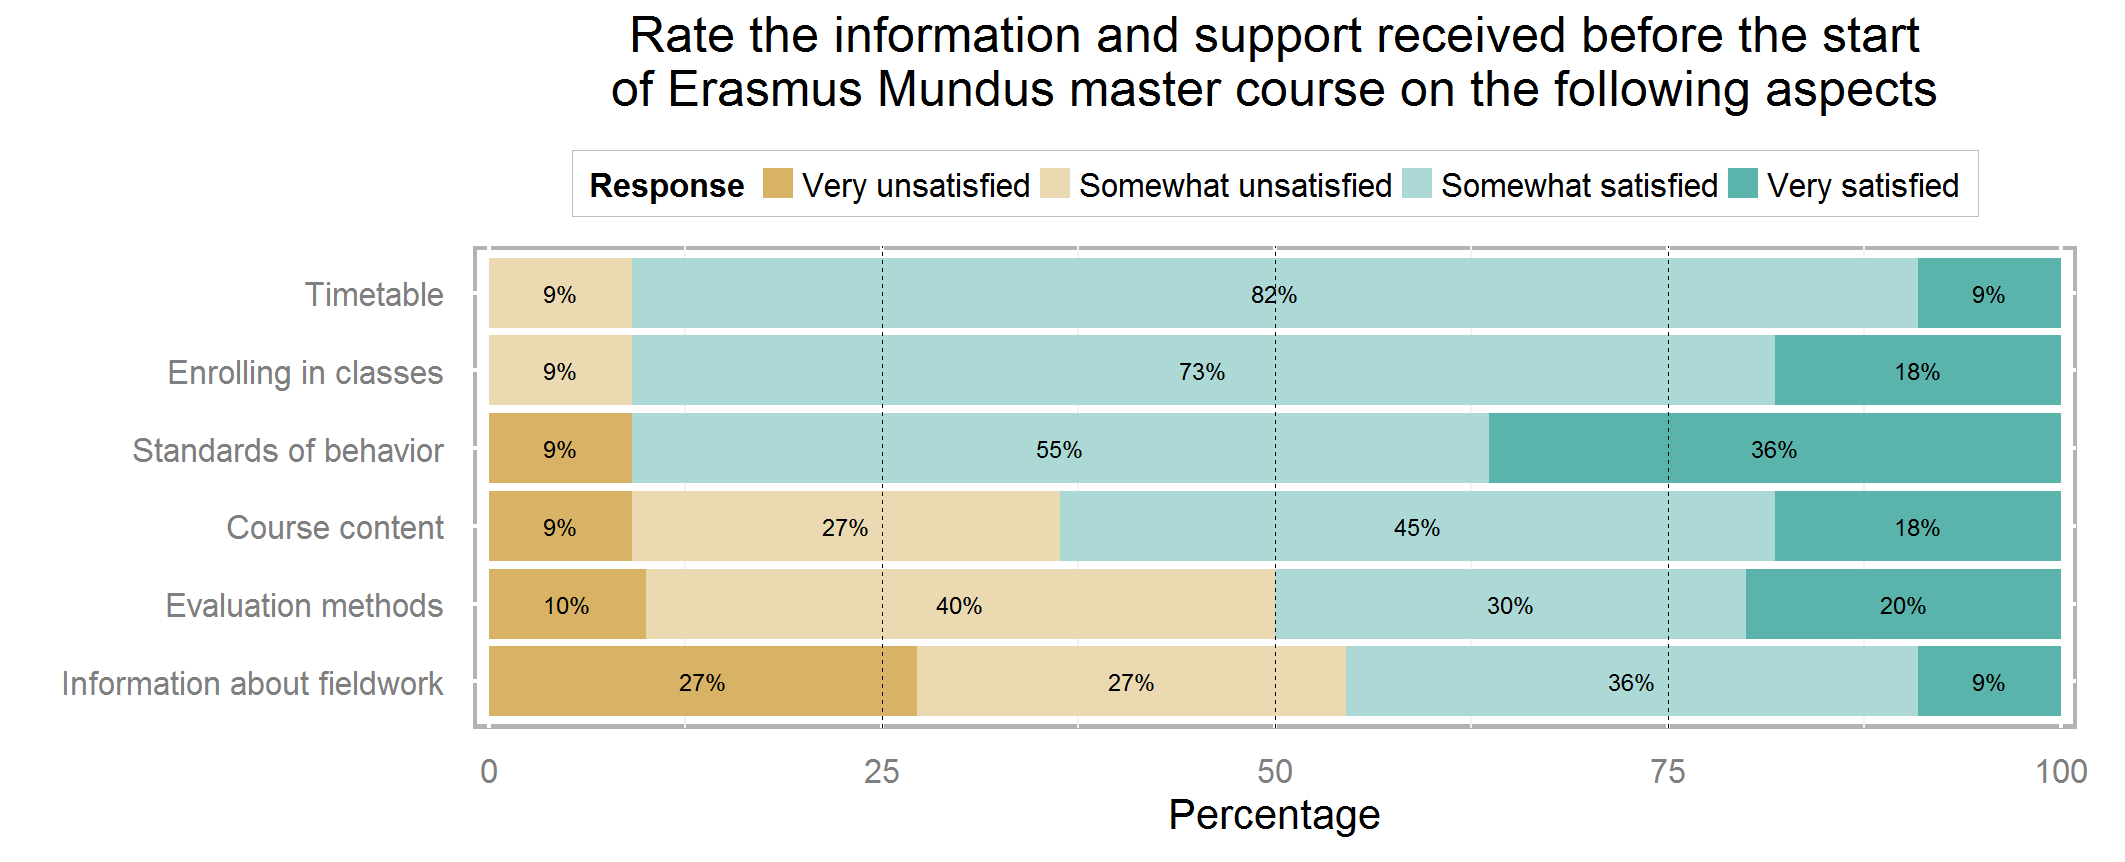 Rate the information and support received before the start
of Erasmus Mundus master course on the following aspects
Response Very unsatisfied Somewhat unsatisfied Somewhat satisfied Very satisfied
Timetable 9% 82% 9%
Enrolling in classes 9% 73% 18%
Standards of behavior 9% 55% 36%
Course content 9% 27% 45% 18%
Evaluation methods 10% 40% 30% 20%
Information about fieldwork 27% 27% 36% 9%
0 25 50 75 100
Percentage